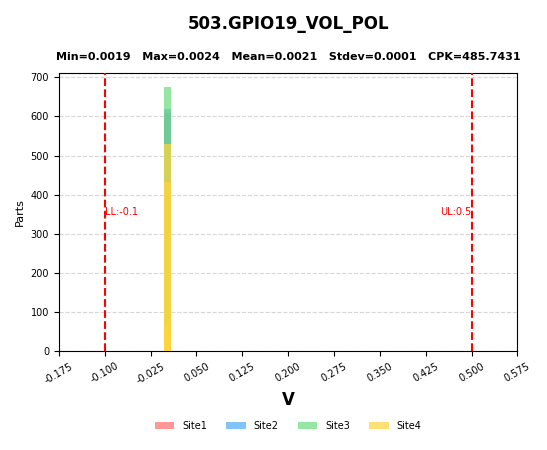 503.GPIO19_VOL_POL
Min=0.0019 Max=0.0024 Mean=0.0021 Stdev=0.0001 CPK=485.7431
700
600
500
400
300
200
100
0
Parts
LL:-0.1
UL:0.5
-0.175 -0.100 -0.025 0.050 0.125 0.200 0.275 0.350 0.425 0.500 0.575
V
Site1 Site2 Site3 Site4